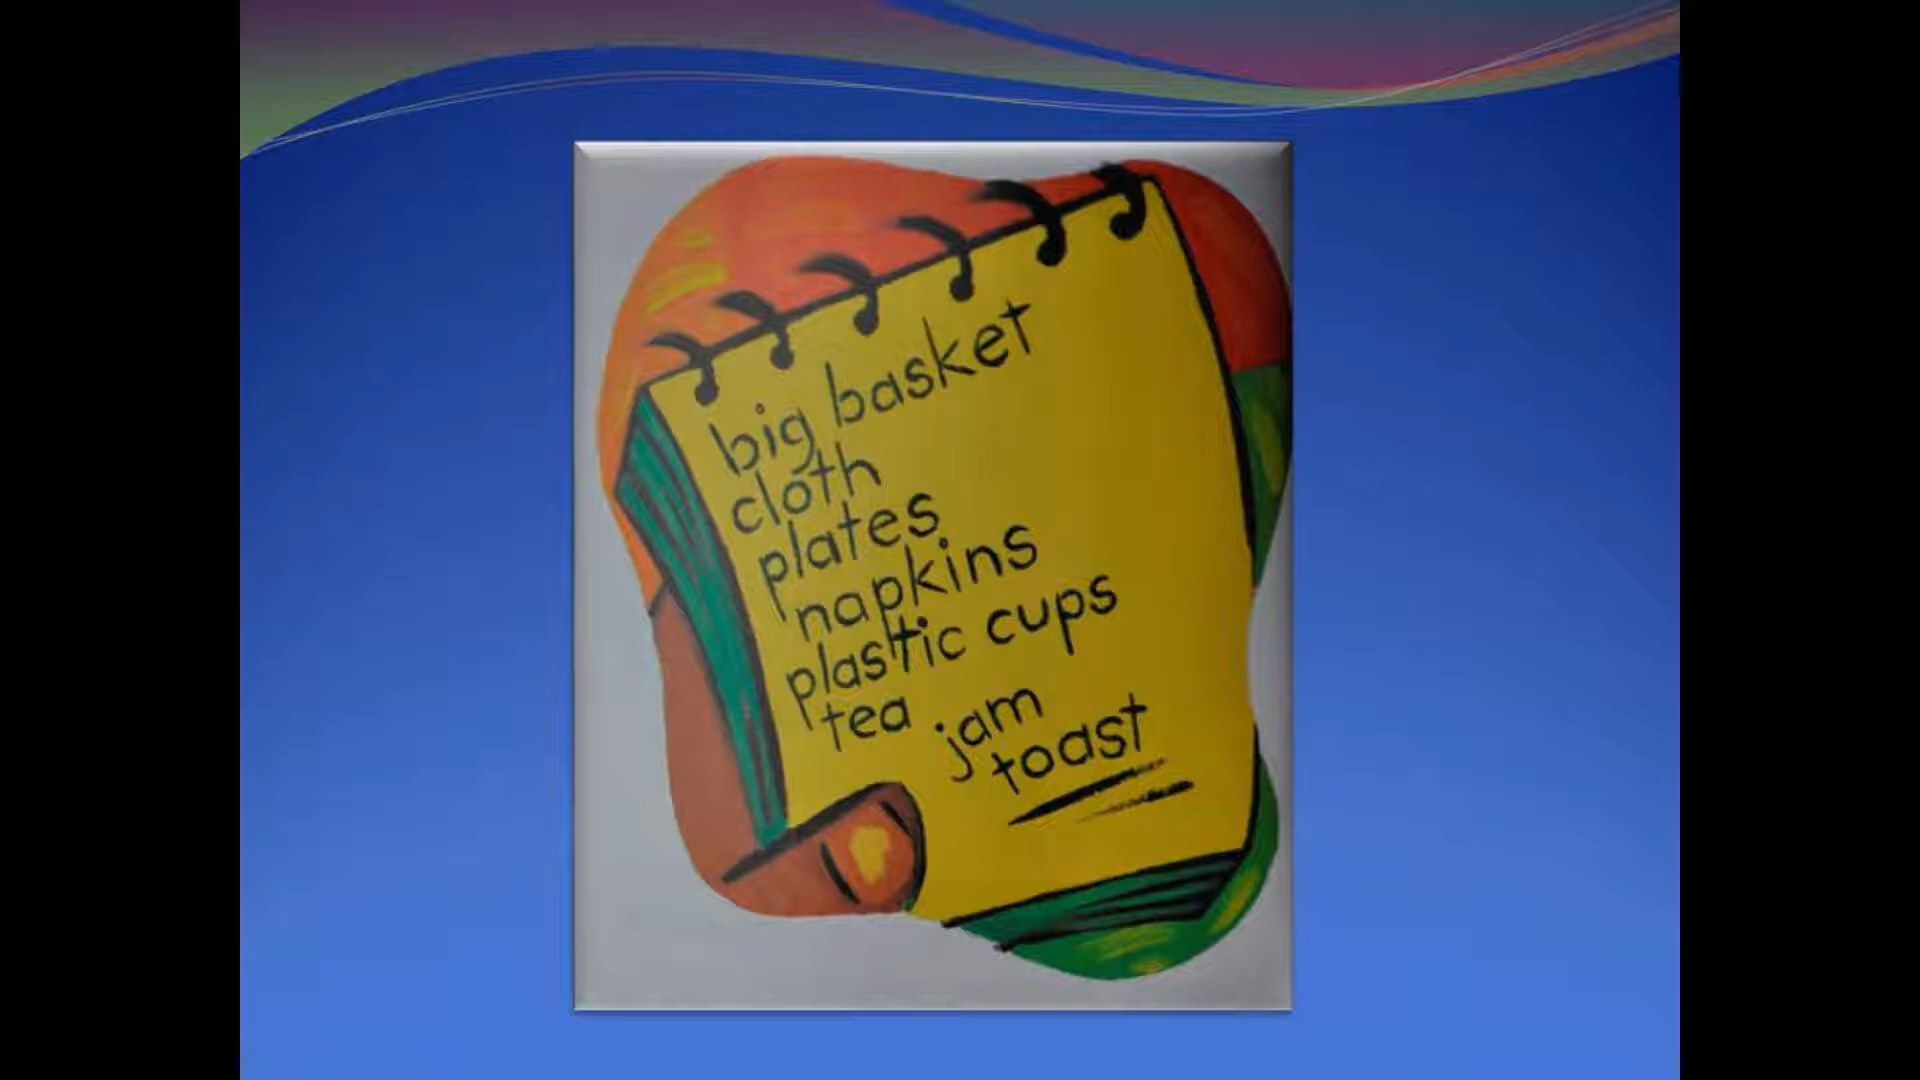 big basket
cloth
plates
napkins
plastic cups
tea jam
toast